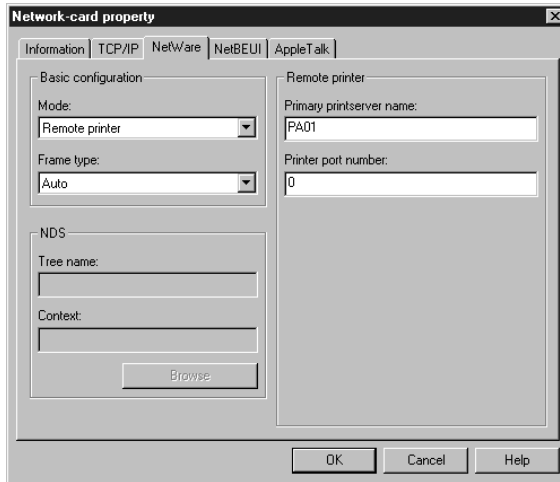 Network-card property
Information TCP/IP NetWare NetBEUI AppleTalk
Basic configuration
Mode:
Remote printer
Frame type:
Auto
NDS
Tree name:
Context:
Browse
Remote printer
Primary printserver name:
PA01
Printer port number:
0
OK Cancel Help